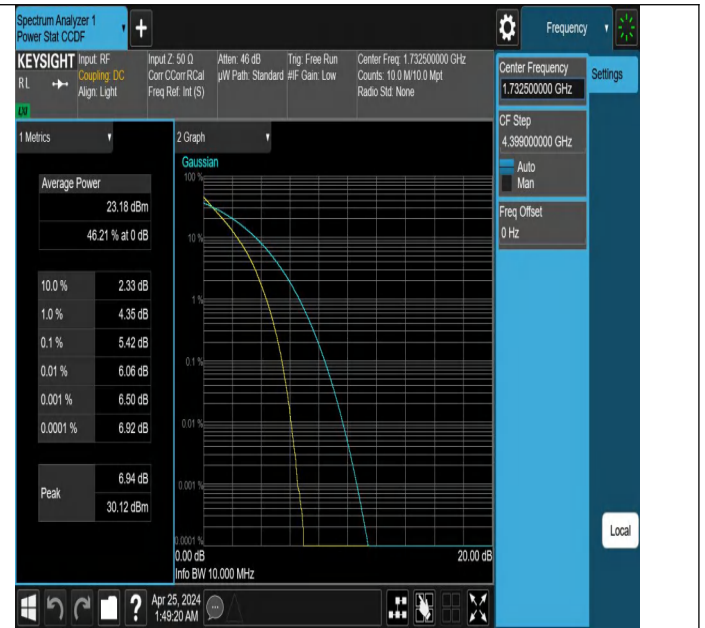 Spectrum Analyzer 1
Power Stat CCDF
+
Frequency
KEYSIGHT
RL
Input: RF
Coupling: DC
Align: Light
Input Z: 50 Ω
Corr CCorr RCal
Freq Ref: Int (S)
Atten: 46 dB
µW Path: Standard
Trig: Free Run
#IF Gain: Low
Center Freq: 1.732500000 GHz
Counts: 10.0 M/10.0 Mpt
Radio Std: None
Center Frequency
1.732500000 GHz
Settings
CF Step
4.399000000 GHz
Auto
Man
Freq Offset
0 Hz
1 Metrics
Average Power
23.18 dBm
46.21 % at 0 dB
10.0 % 2.33 dB
1.0 % 4.35 dB
0.1 % 5.42 dB
0.01 % 6.06 dB
0.001 % 6.50 dB
0.0001 % 6.92 dB
Peak
6.94 dB
30.12 dBm
2 Graph
Gaussian
100 %
10 %
1 %
0.1 %
0.01 %
0.001 %
0.0001 %
0.00 dB
20.00 dB
Info BW 10.000 MHz
Local
?
Apr 25, 2024
1:49:20 AM